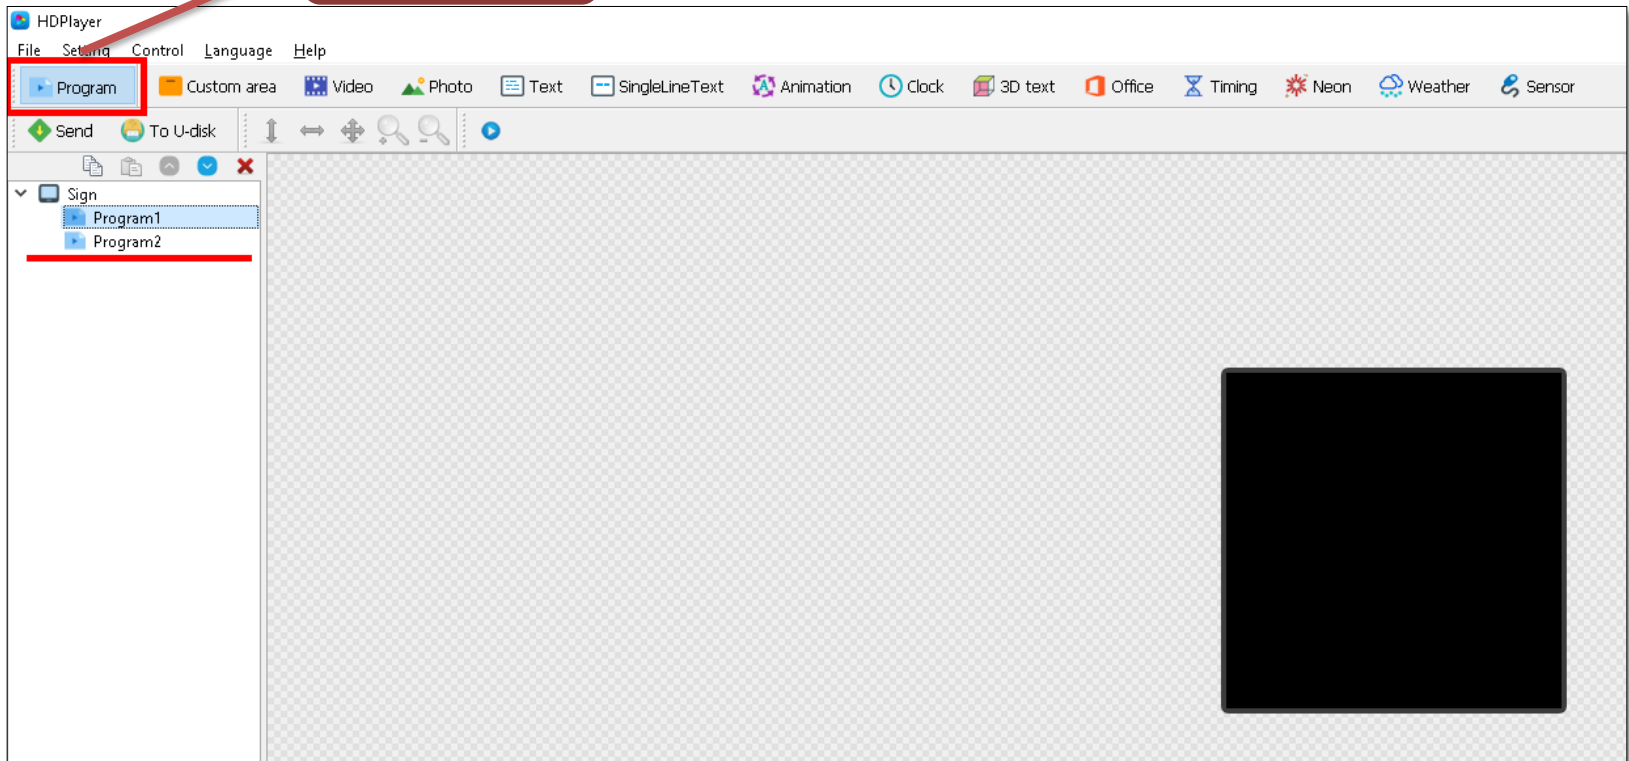 HDPlayer
File Setting Control Language Help
Program Custom area Video Photo Text SingleLineText Animation Clock 3D text Office Timing Neon Weather Sensor
Send To U-disk
Sign
Program1
Program2